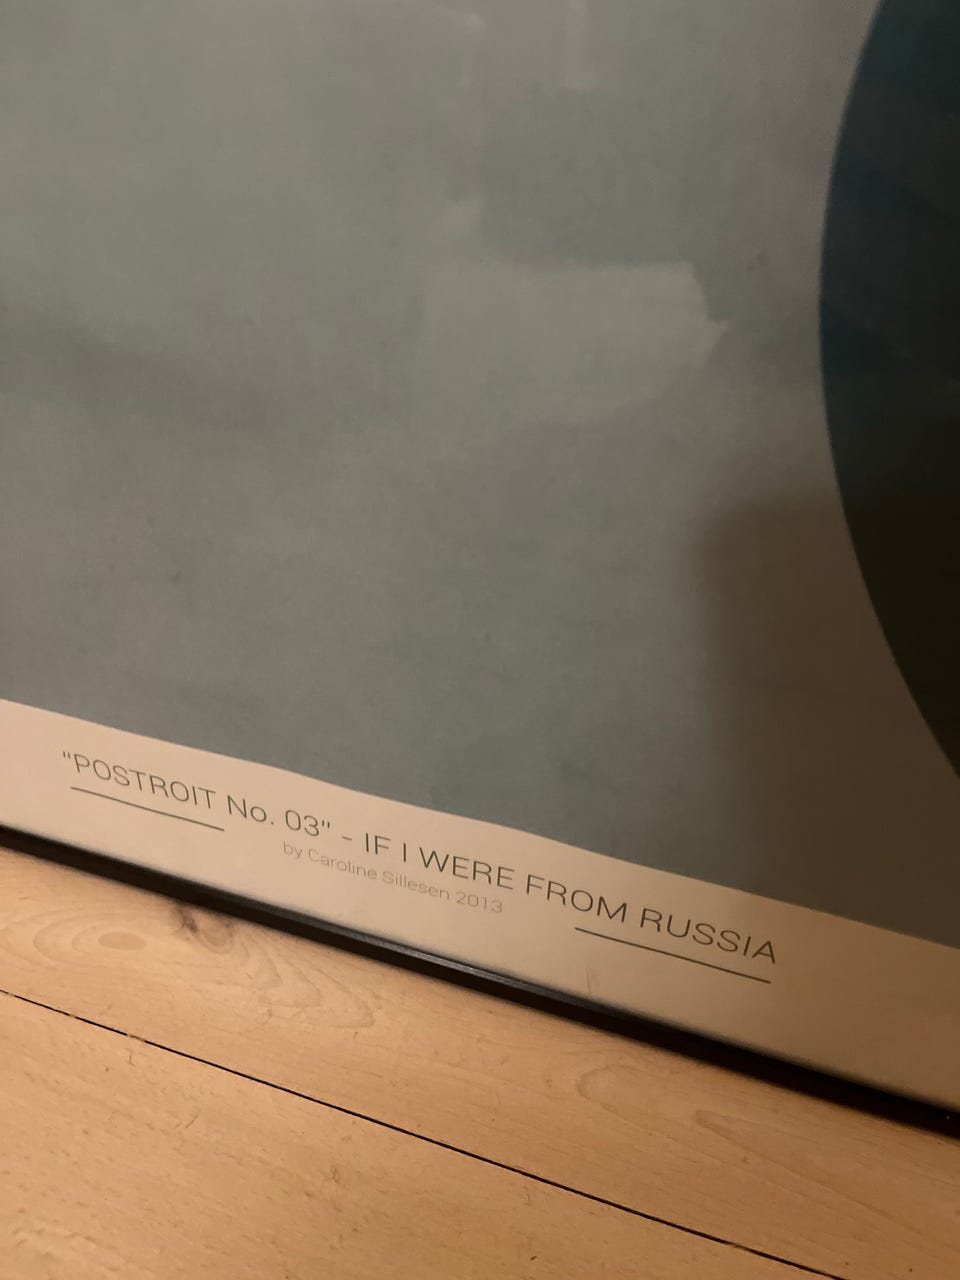 "POSTROIT No. 03" - IF I WERE FROM RUSSIA
by Caroline Sillesen 2013